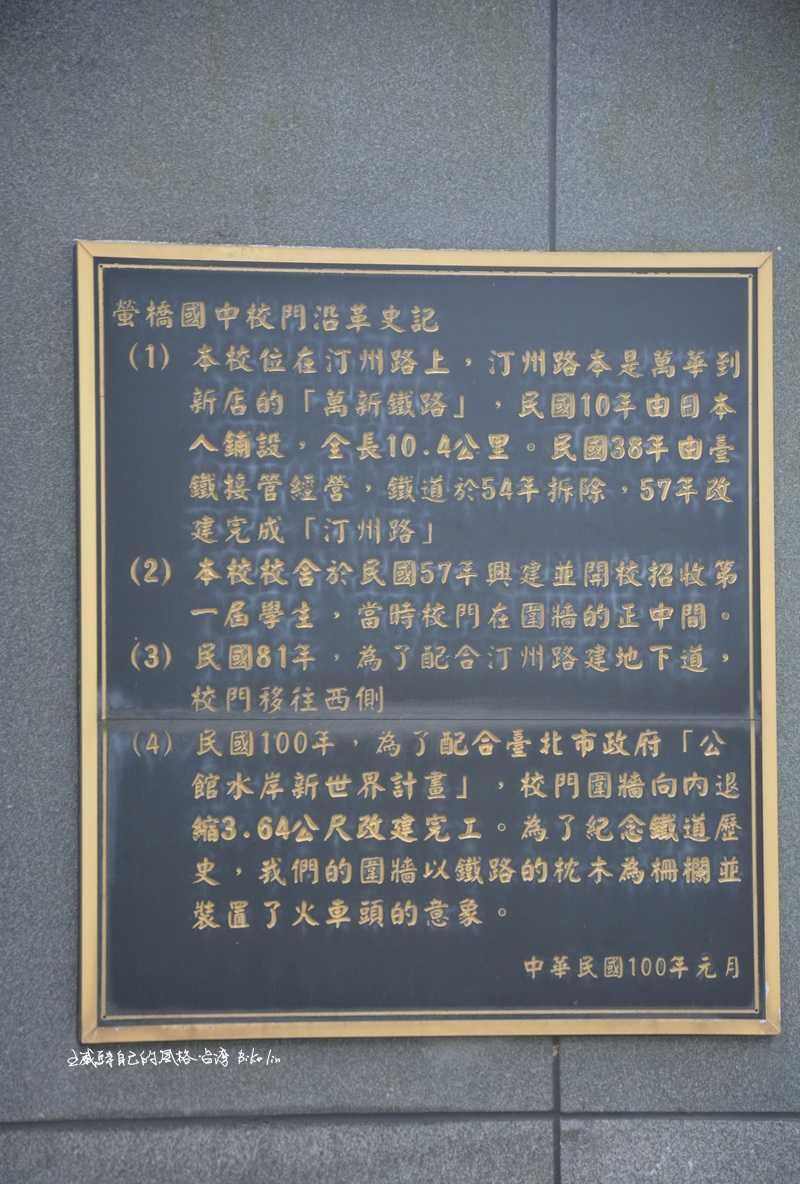 螢橋國中校門沿革史記
(1) 本校位在汀州路上，汀州路本是萬華到
新店的「萬新鐵路」，民國10年由日本
人鋪設，全長10.4公里。民國38年由臺
鐵接管經營，鐵道於54年拆除，57年改
建完成「汀州路」
(2) 本校校舍於民國57年興建並開校招收第
一屆學生，當時校門在圍牆的正中間。
(3) 民國81年，為了配合汀州路建地下道，
校門移往西側
(4) 民國100年，為了配合臺北市政府「公
館水岸新世界計畫」，校門圍牆向內退
縮3.64公尺改建完工。為了紀念鐵道歷
史，我們的圍牆以鐵路的枕木為柵欄並
裝置了火車頭的意象。
中華民國100年元月
自己的風格.台灣